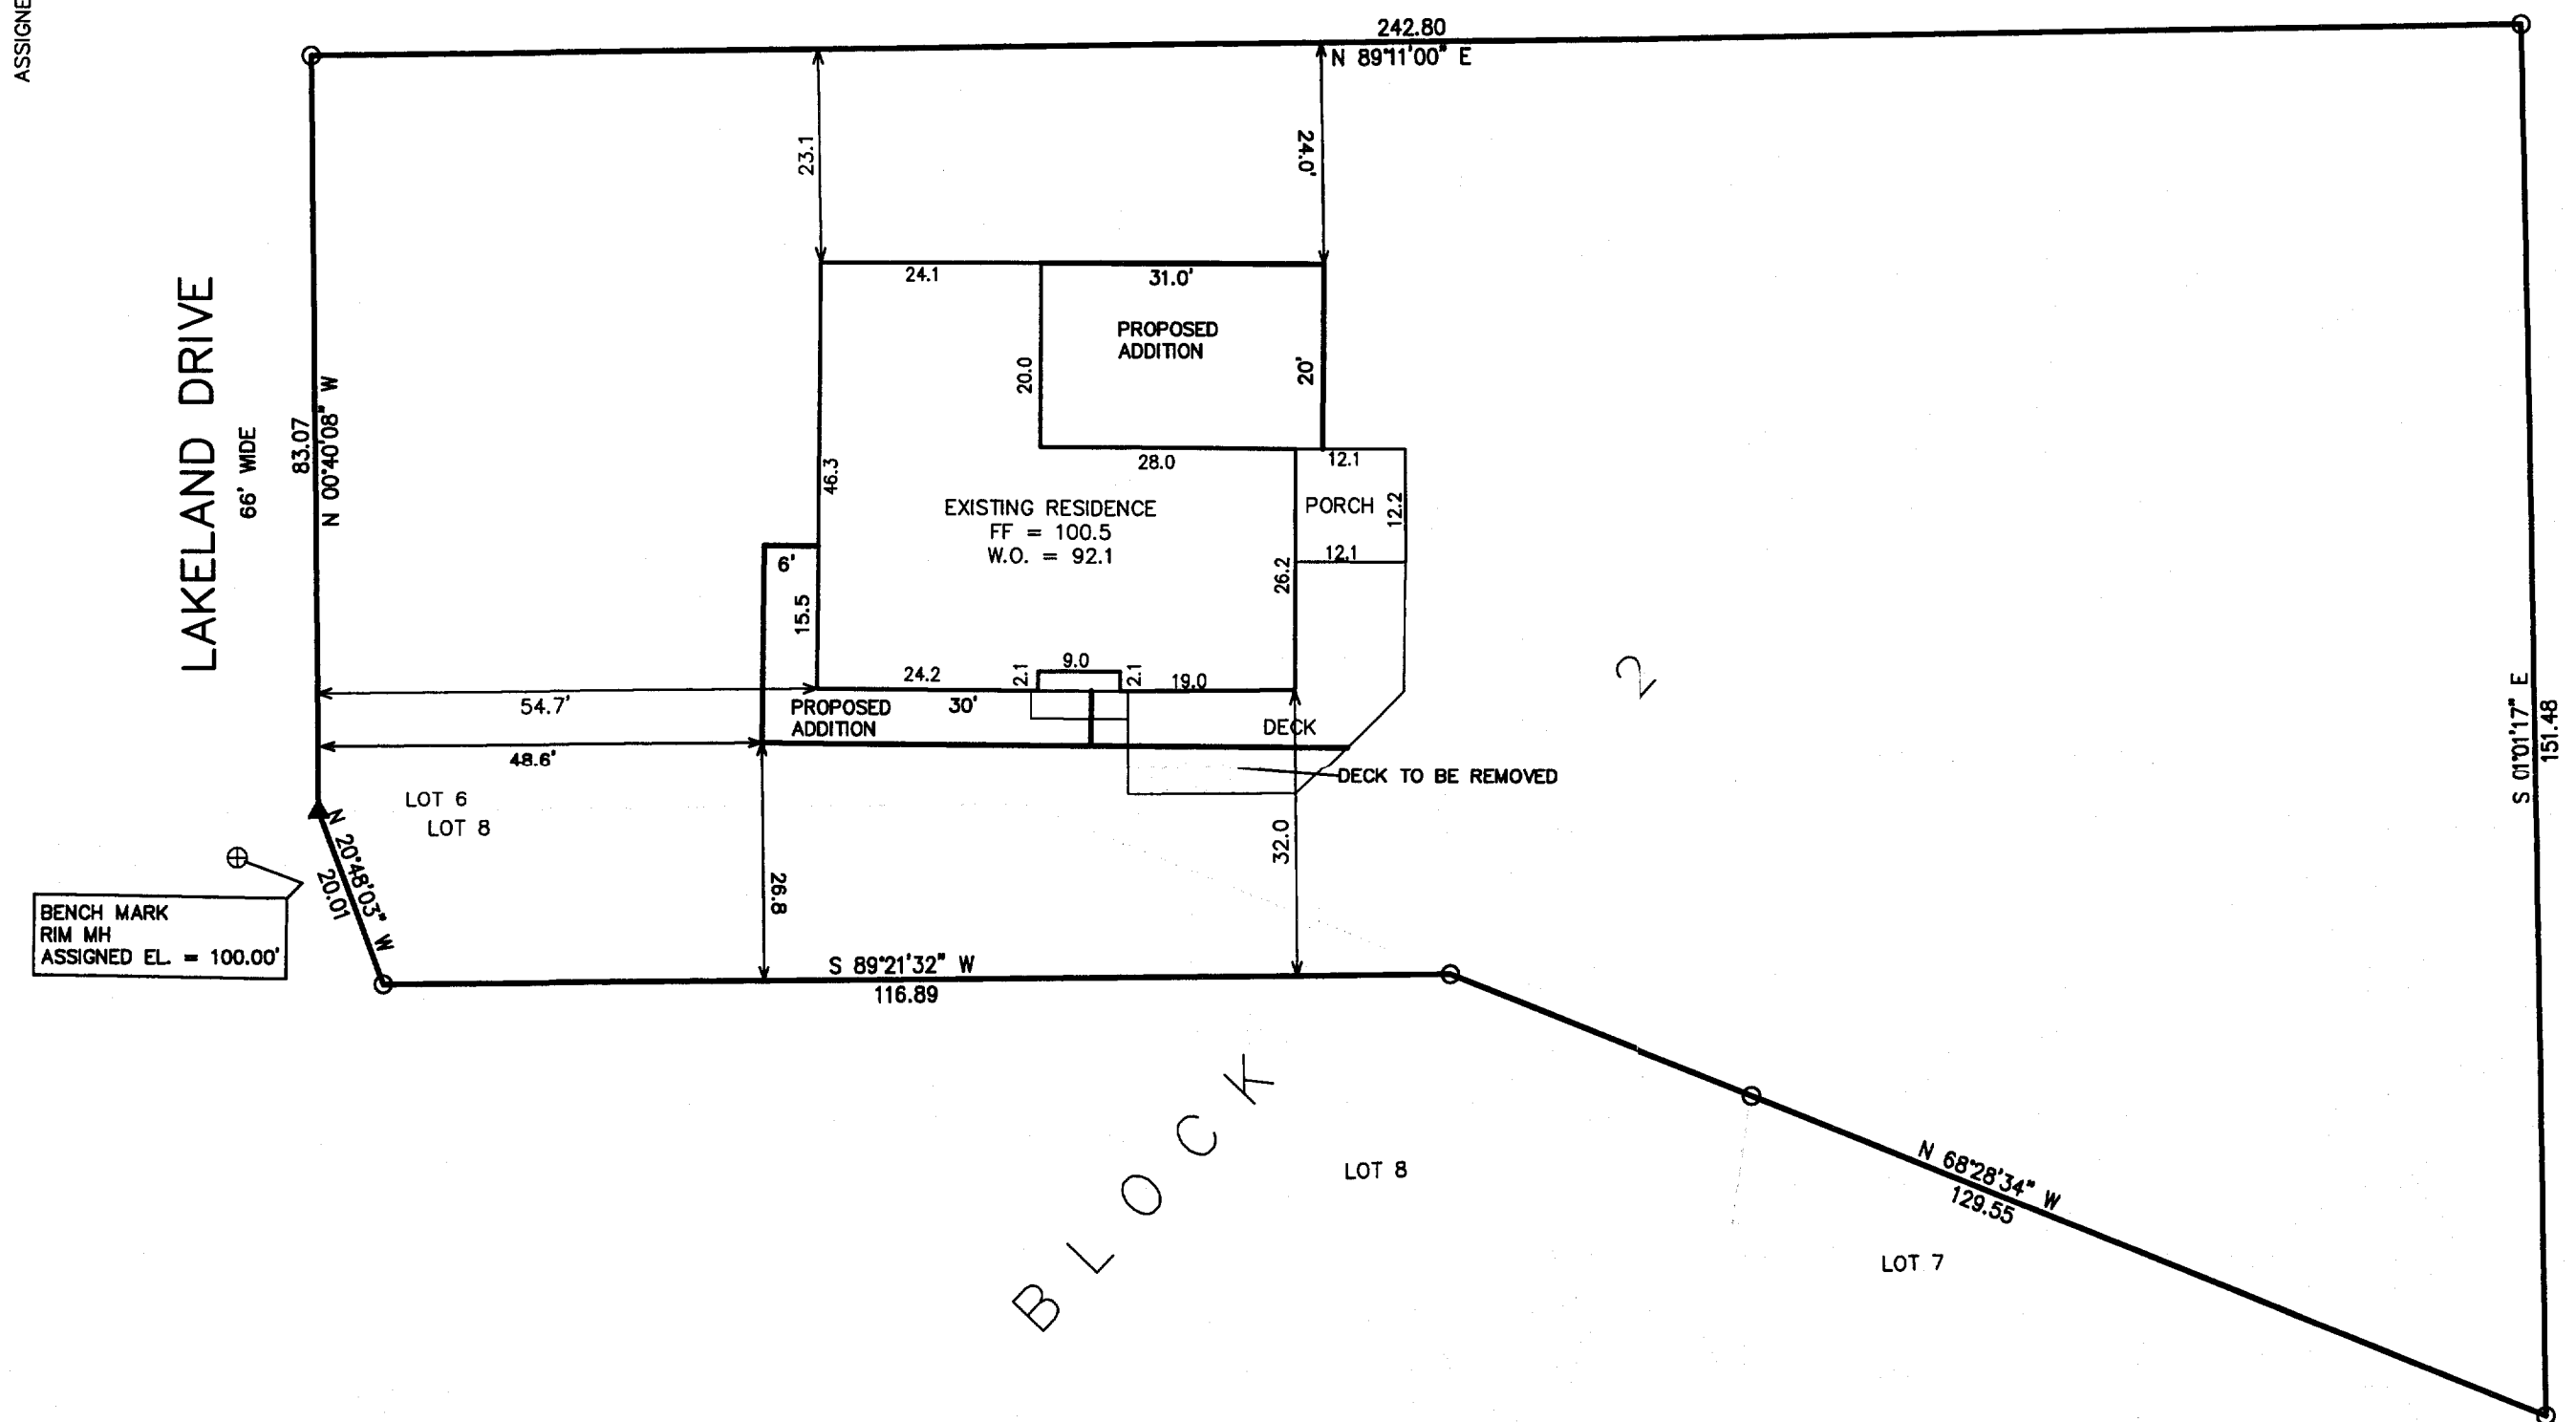 ASSIGNE
242.80
N 89°11'00" E
23.1
24.0'
24.1
31.0'
PROPOSED
ADDITION
20.0
20'
LAKELAND DRIVE
66' WIDE
83.07
N 00°40'08" W
46.3
28.0
12.1
EXISTING RESIDENCE
FF = 100.5
W.O. = 92.1
PORCH
12.2
12.1
6'
15.5
26.2
24.2
2.1
9.0
2.1
19.0
54.7'
PROPOSED
ADDITION
30'
DECK
48.6'
DECK TO BE REMOVED
2
S 01°01'17" E
151.48
LOT 6
LOT 8
N 20°48'03" W
20.01
BENCH MARK
RIM MH
ASSIGNED EL. = 100.00'
26.8
32.0
S 89°21'32" W
116.89
BLOCK
LOT 8
N 68°28'34" W
129.55
LOT 7